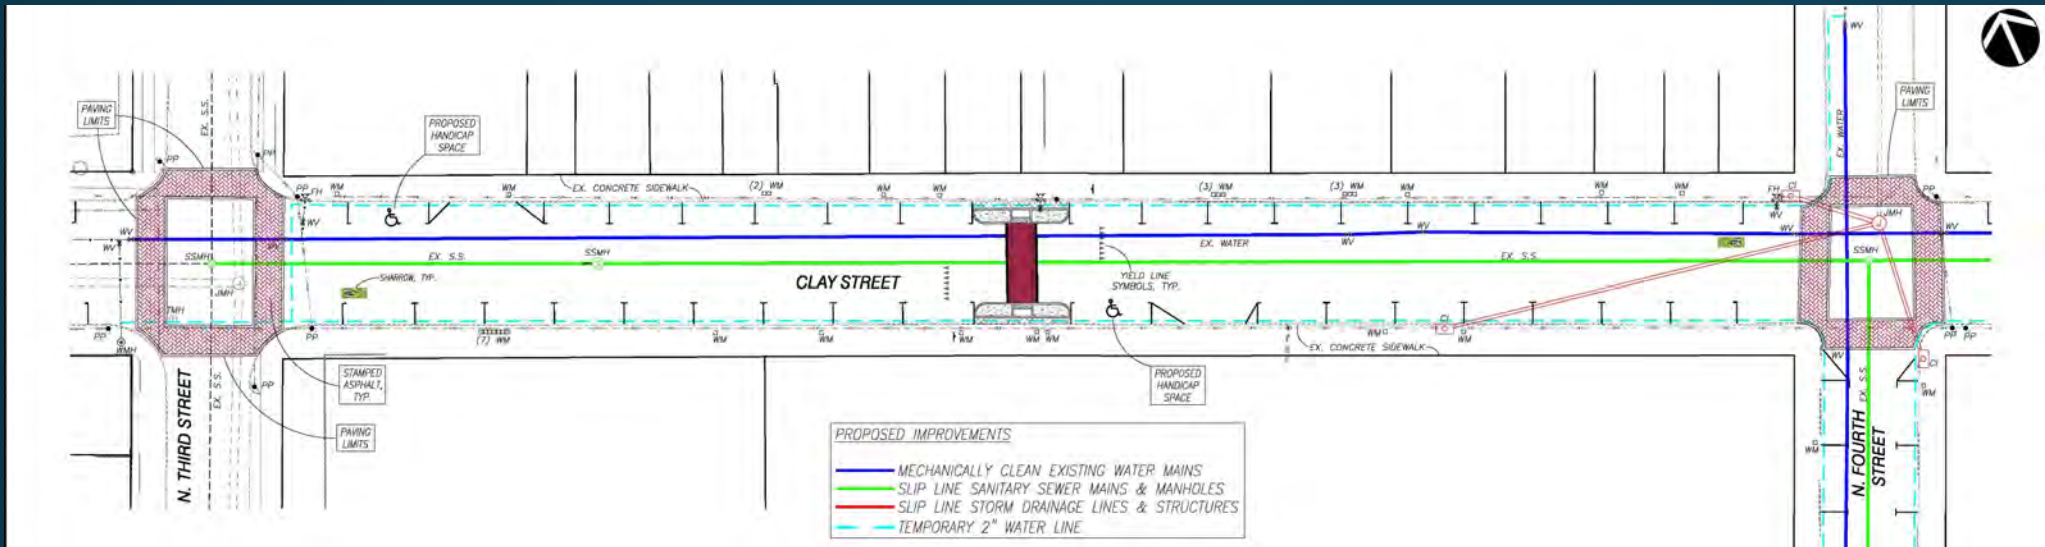 WV
PAVING
LIMITS
PAVING
LIMITS
EX. S.S.
PROPOSED
HANDICAP
SPACE
EX. WATER
PP
PP
PP
FH
WM
WM
EX. CONCRETE SIDEWALK
(2) WM
WM
WM
(3) WM
(3) WM
WM
WM
WM
FH
CI
PP
JMH
WV
WV
WV
WV
EX. WATER
WV
WV
WV
WV
SSMH
EX. S.S.
SSMH
EX. S.S.
SSMH
SHARROW, TYP.
CLAY STREET
YIELD LINE
SYMBOLS, TYP.
JMH
TMH
CI
PP
WMH
PP
(7) WM
WM
WM
WM
WM
WM
WM
WM
EX. CONCRETE SIDEWALK
PP
PP
WV
CI
PP
STAMPED
ASPHALT,
TYP.
PROPOSED
HANDICAP
SPACE
EX. S.S.
EX. S.S.
WM
WM
PAVING
LIMITS
N. THIRD STREET
N. FOURTH
STREET
PROPOSED IMPROVEMENTS
MECHANICALLY CLEAN EXISTING WATER MAINS
SLIP LINE SANITARY SEWER MAINS & MANHOLES
SLIP LINE STORM DRAINAGE LINES & STRUCTURES
TEMPORARY 2" WATER LINE